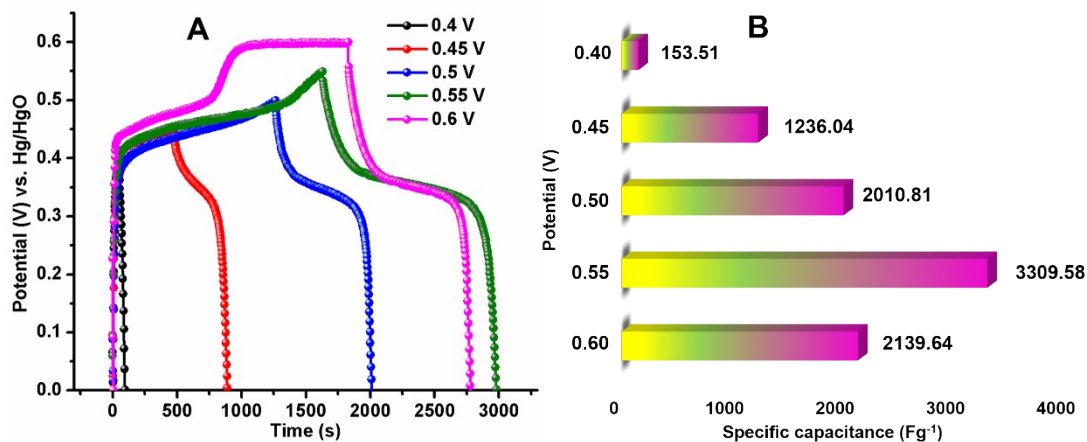 A
0.4 V
0.45 V
0.5 V
0.55 V
0.6 V
Potential (V) vs. Hg/HgO
0.6
0.5
0.4
0.3
0.2
0.1
0.0
0
500
1000
1500
2000
2500
3000
Time (s)
B
Potential (V)
0.40
153.51
0.45
1236.04
0.50
2010.81
0.55
3309.58
0.60
2139.64
0
1000
2000
3000
4000
Specific capacitance (Fg⁻¹)